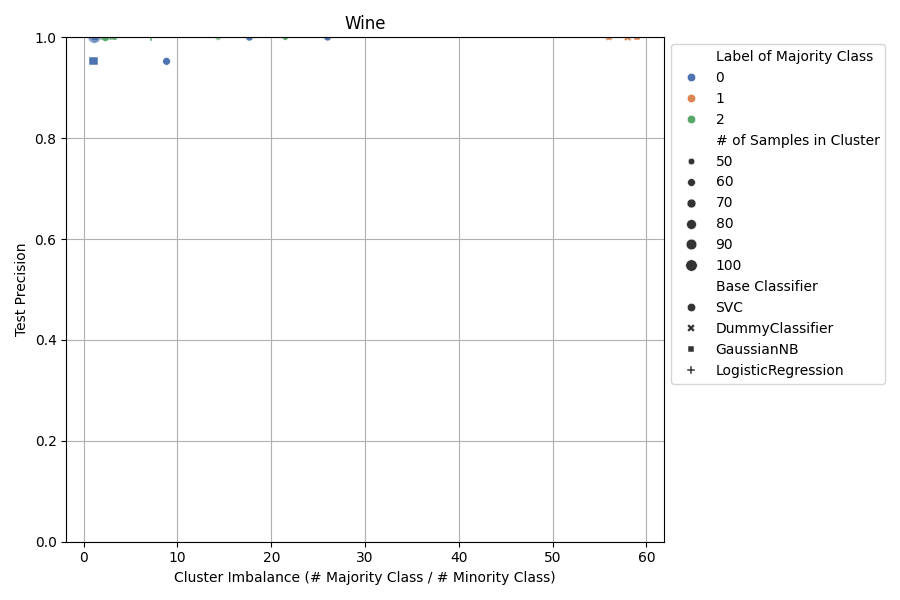 Wine
Test Precision
1.0
0.8
0.6
0.4
0.2
0.0
0 10 20 30 40 50 60
Cluster Imbalance (# Majority Class / # Minority Class)
Label of Majority Class
0
1
2
# of Samples in Cluster
50
60
70
80
90
100
Base Classifier
SVC
DummyClassifier
GaussianNB
LogisticRegression